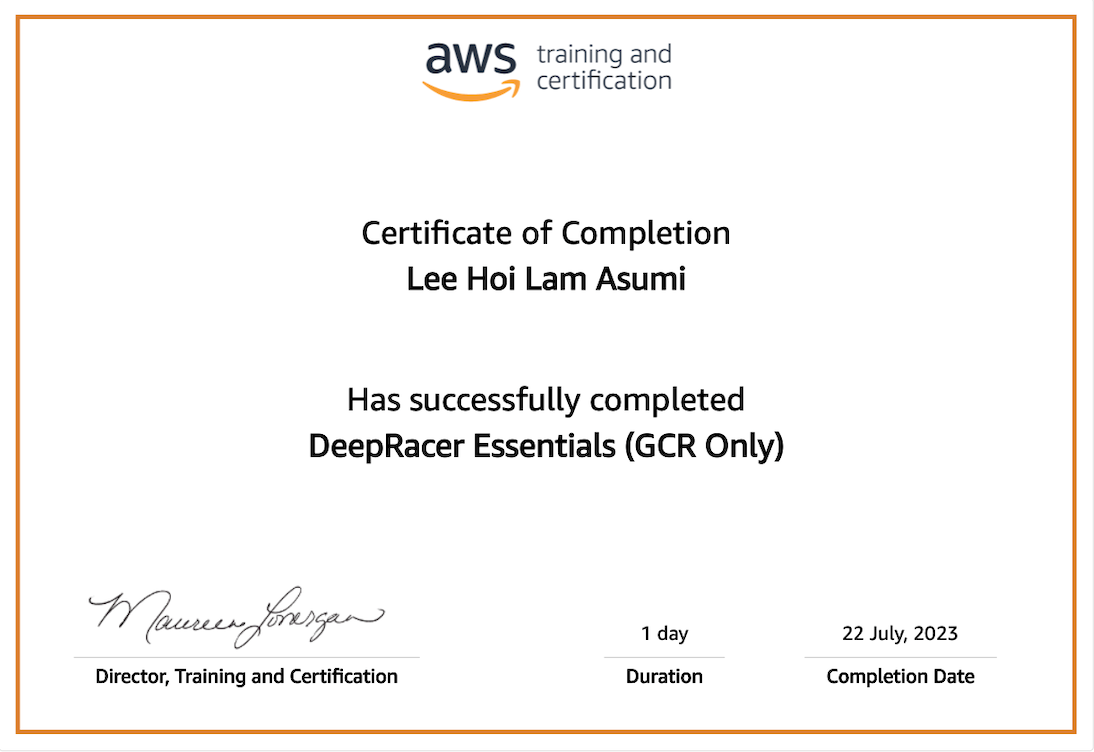 aws training and
certification
Certificate of Completion
Lee Hoi Lam Asumi
Has successfully completed
DeepRacer Essentials (GCR Only)
Maureen Lonergan
1 day
22 July, 2023
Director, Training and Certification
Duration
Completion Date